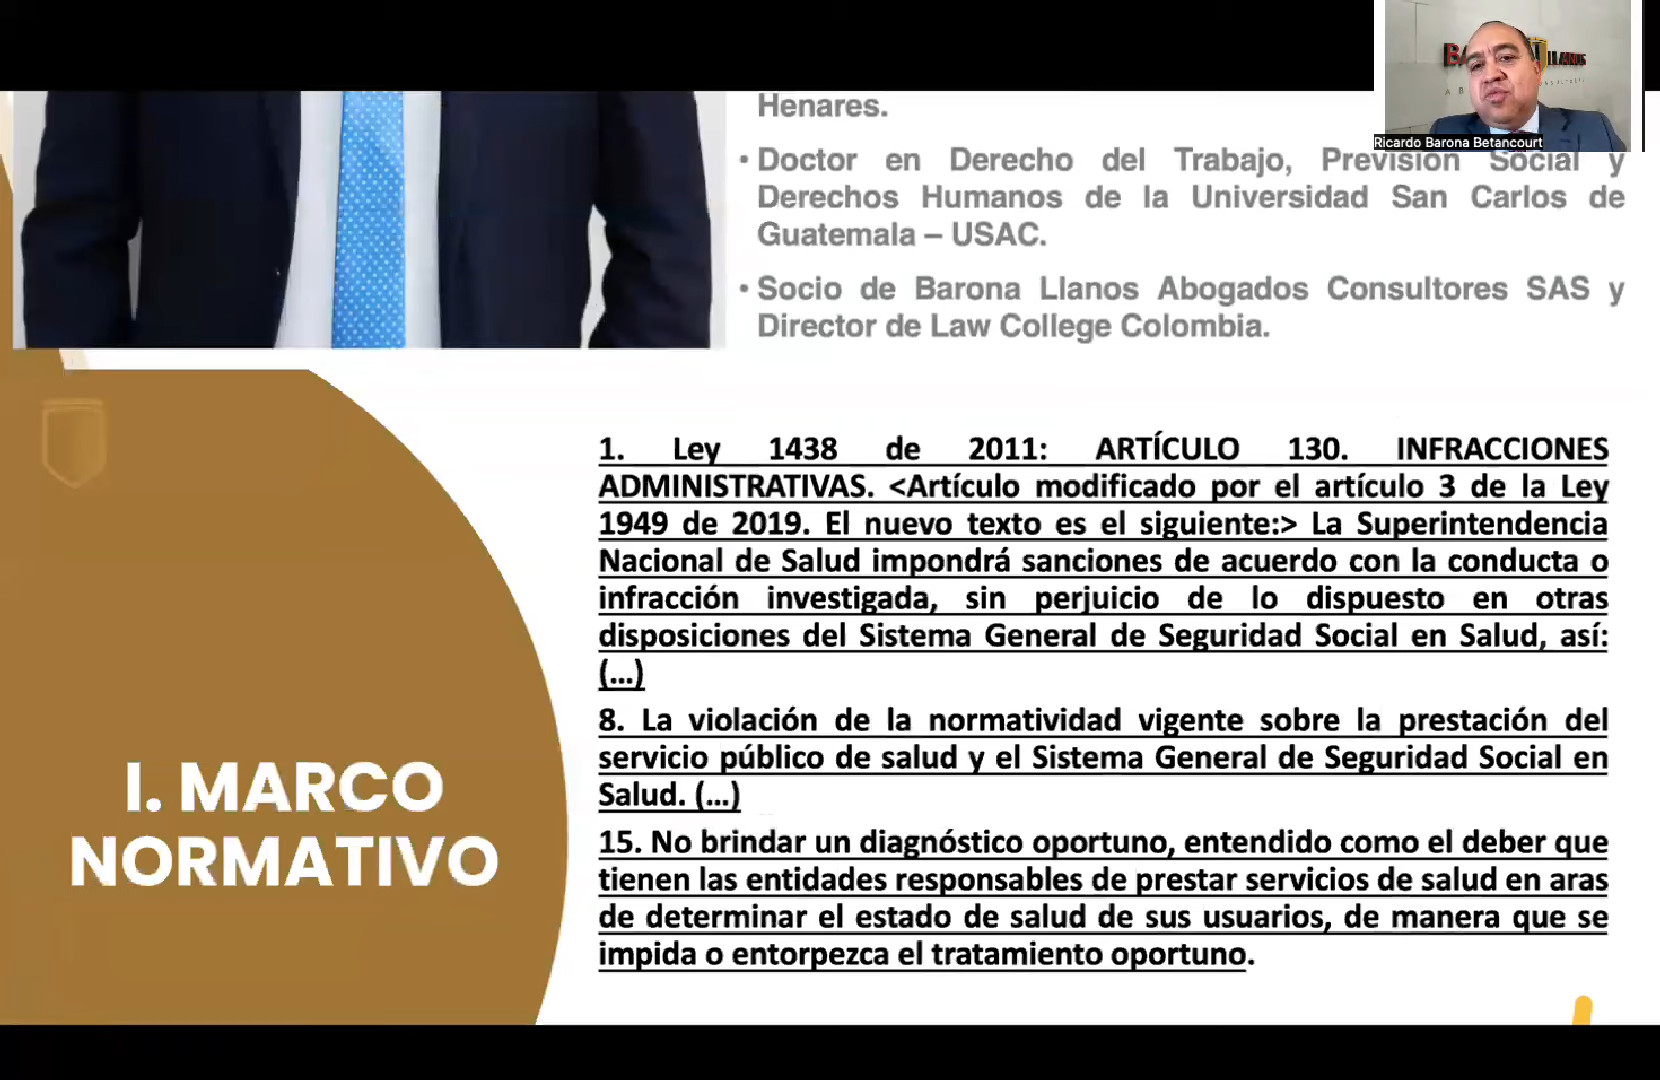 Henares.
• Doctor en Derecho del Trabajo, Previsión Social y
Derechos Humanos de la Universidad San Carlos de
Guatemala – USAC.
• Socio de Barona Llanos Abogados Consultores SAS y
Director de Law College Colombia.
LLANOS
Ricardo Barona Betancourt
I. MARCO
NORMATIVO
1. Ley 1438 de 2011: ARTÍCULO 130. INFRACCIONES
ADMINISTRATIVAS. <Artículo modificado por el artículo 3 de la Ley
1949 de 2019. El nuevo texto es el siguiente:> La Superintendencia
Nacional de Salud impondrá sanciones de acuerdo con la conducta o
infracción investigada, sin perjuicio de lo dispuesto en otras
disposiciones del Sistema General de Seguridad Social en Salud, así:
(...)
8. La violación de la normatividad vigente sobre la prestación del
servicio público de salud y el Sistema General de Seguridad Social en
Salud. (...)
15. No brindar un diagnóstico oportuno, entendido como el deber que
tienen las entidades responsables de prestar servicios de salud en aras
de determinar el estado de salud de sus usuarios, de manera que se
impida o entorpezca el tratamiento oportuno.